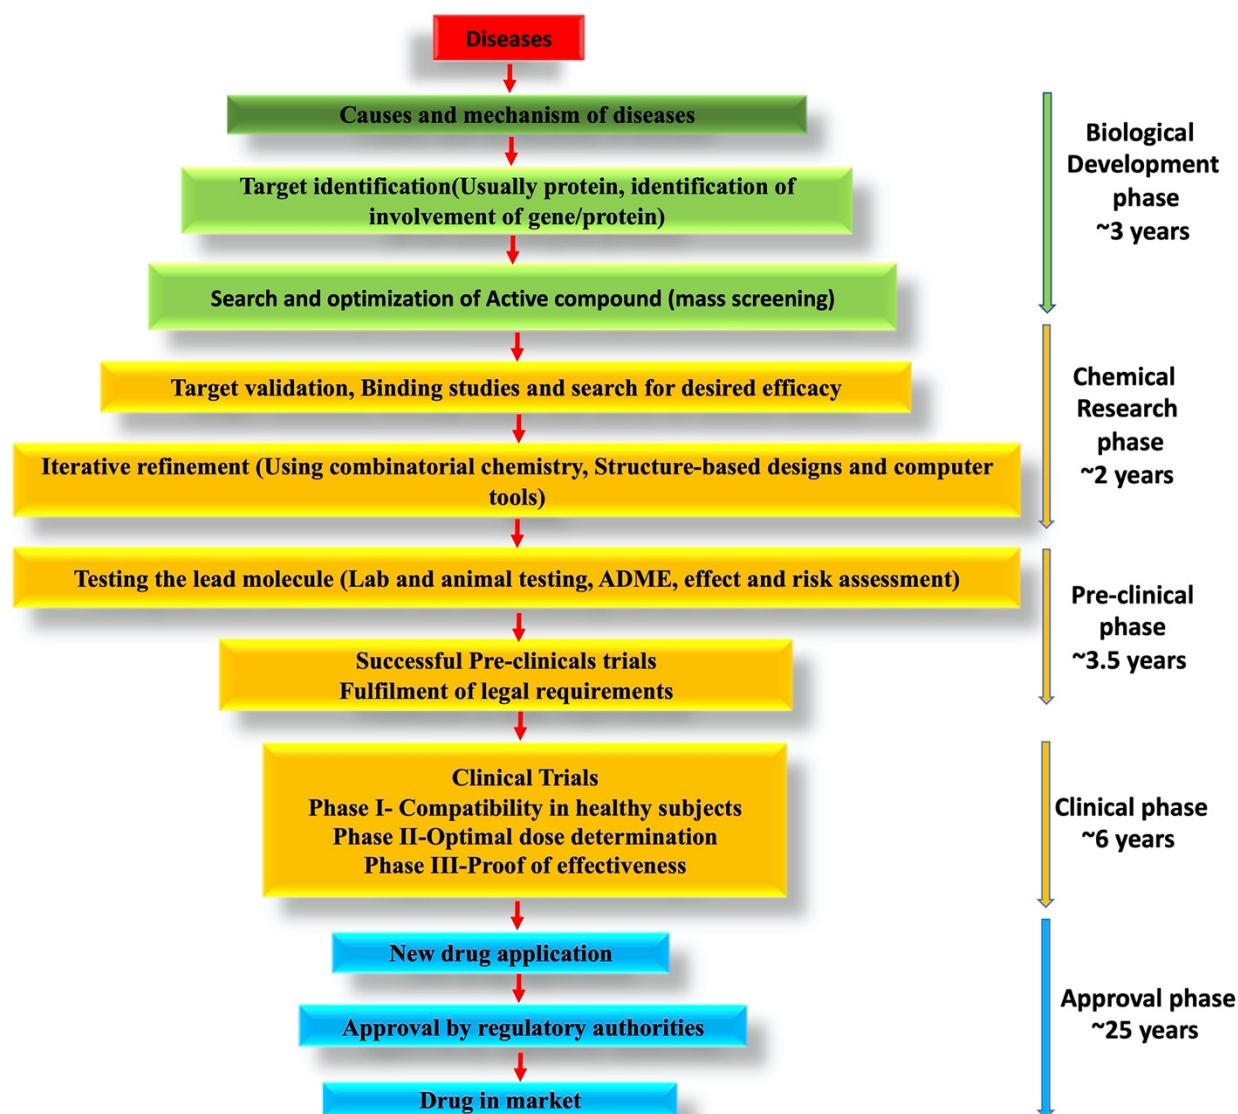 Diseases
Causes and mechanism of diseases
Target identification(Usually protein, identification of
involvement of gene/protein)
Search and optimization of Active compound (mass screening)
Target validation, Binding studies and search for desired efficacy
Iterative refinement (Using combinatorial chemistry, Structure-based designs and computer
tools)
Testing the lead molecule (Lab and animal testing, ADME, effect and risk assessment)
Successful Pre-clinicals trials
Fulfilment of legal requirements
Clinical Trials
Phase I- Compatibility in healthy subjects
Phase II-Optimal dose determination
Phase III-Proof of effectiveness
New drug application
Approval by regulatory authorities
Drug in market
Biological
Development
phase
~3 years
Chemical
Research
phase
~2 years
Pre-clinical
phase
~3.5 years
Clinical phase
~6 years
Approval phase
~25 years